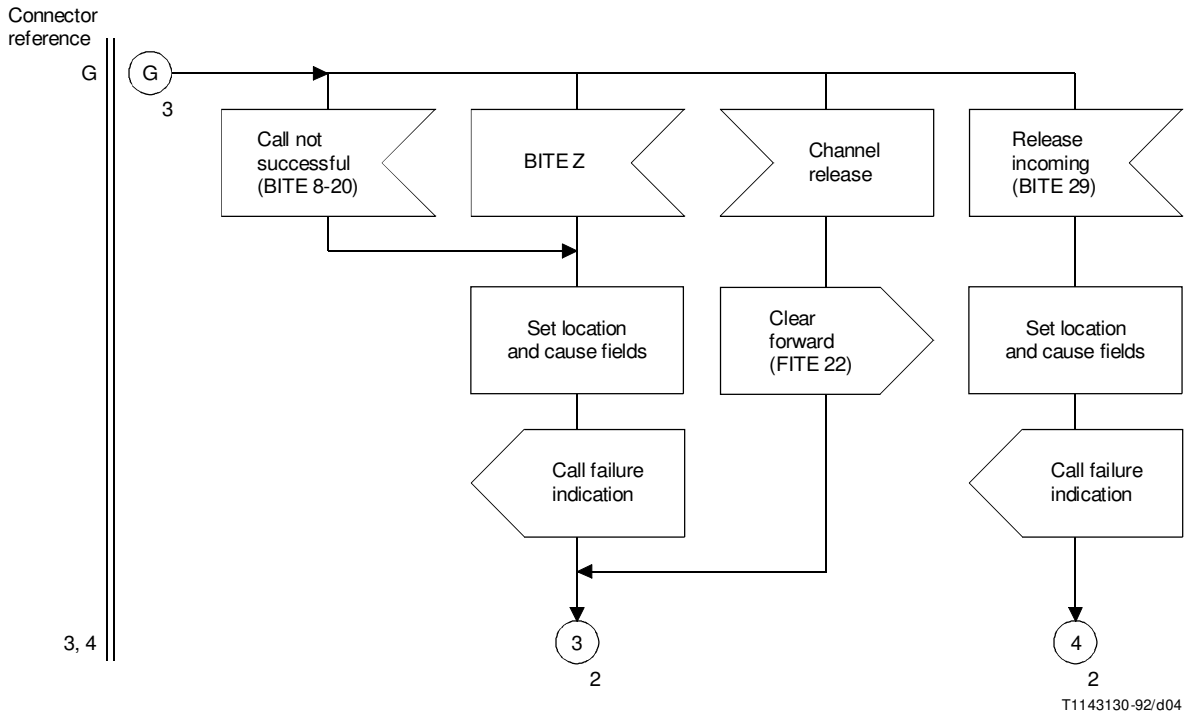 Connector
reference
G
G
3
Call not
successful
(BITE 8-20)
BITE Z
Channel
release
Release
incoming
(BITE 29)
Set location
and cause fields
Clear
forward
(FITE 22)
Set location
and cause fields
Call failure
indication
Call failure
indication
3, 4
3
2
4
2
T1143130-92/d04